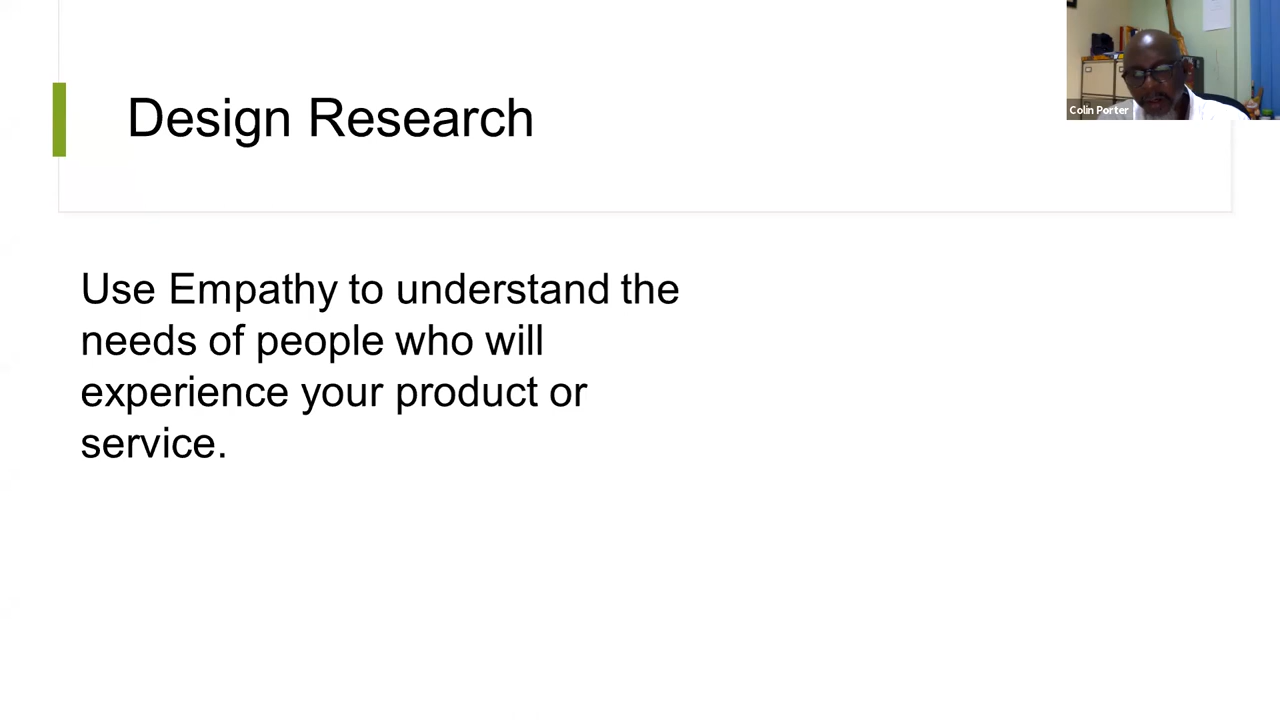 Design Research
Colin Porter
Use Empathy to understand the
needs of people who will
experience your product or
service.